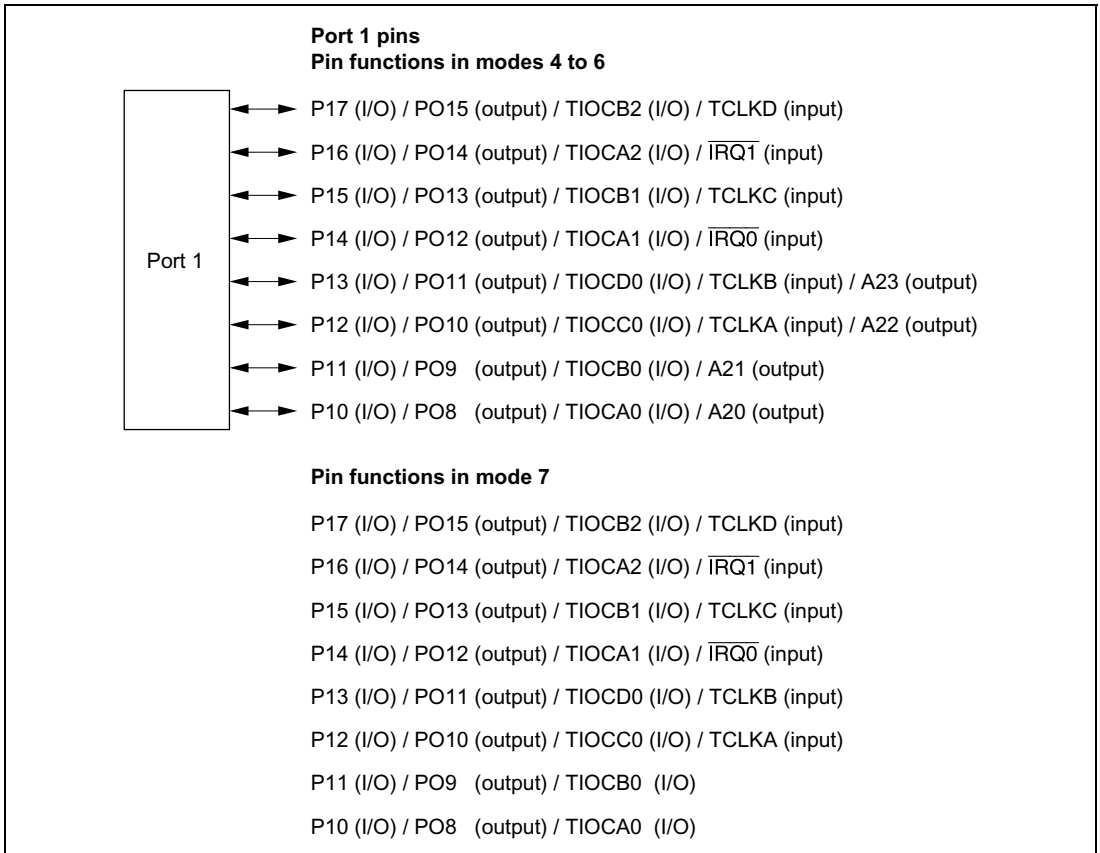 Port 1 pins
Pin functions in modes 4 to 6
P17 (I/O) / PO15 (output) / TIOCB2 (I/O) / TCLKD (input)
P16 (I/O) / PO14 (output) / TIOCA2 (I/O) / I̅R̅Q̅1̅ (input)
P15 (I/O) / PO13 (output) / TIOCB1 (I/O) / TCLKC (input)
P14 (I/O) / PO12 (output) / TIOCA1 (I/O) / I̅R̅Q̅0̅ (input)
Port 1
P13 (I/O) / PO11 (output) / TIOCD0 (I/O) / TCLKB (input) / A23 (output)
P12 (I/O) / PO10 (output) / TIOCC0 (I/O) / TCLKA (input) / A22 (output)
P11 (I/O) / PO9 (output) / TIOCB0 (I/O) / A21 (output)
P10 (I/O) / PO8 (output) / TIOCA0 (I/O) / A20 (output)
Pin functions in mode 7
P17 (I/O) / PO15 (output) / TIOCB2 (I/O) / TCLKD (input)
P16 (I/O) / PO14 (output) / TIOCA2 (I/O) / I̅R̅Q̅1̅ (input)
P15 (I/O) / PO13 (output) / TIOCB1 (I/O) / TCLKC (input)
P14 (I/O) / PO12 (output) / TIOCA1 (I/O) / I̅R̅Q̅0̅ (input)
P13 (I/O) / PO11 (output) / TIOCD0 (I/O) / TCLKB (input)
P12 (I/O) / PO10 (output) / TIOCC0 (I/O) / TCLKA (input)
P11 (I/O) / PO9 (output) / TIOCB0 (I/O)
P10 (I/O) / PO8 (output) / TIOCA0 (I/O)